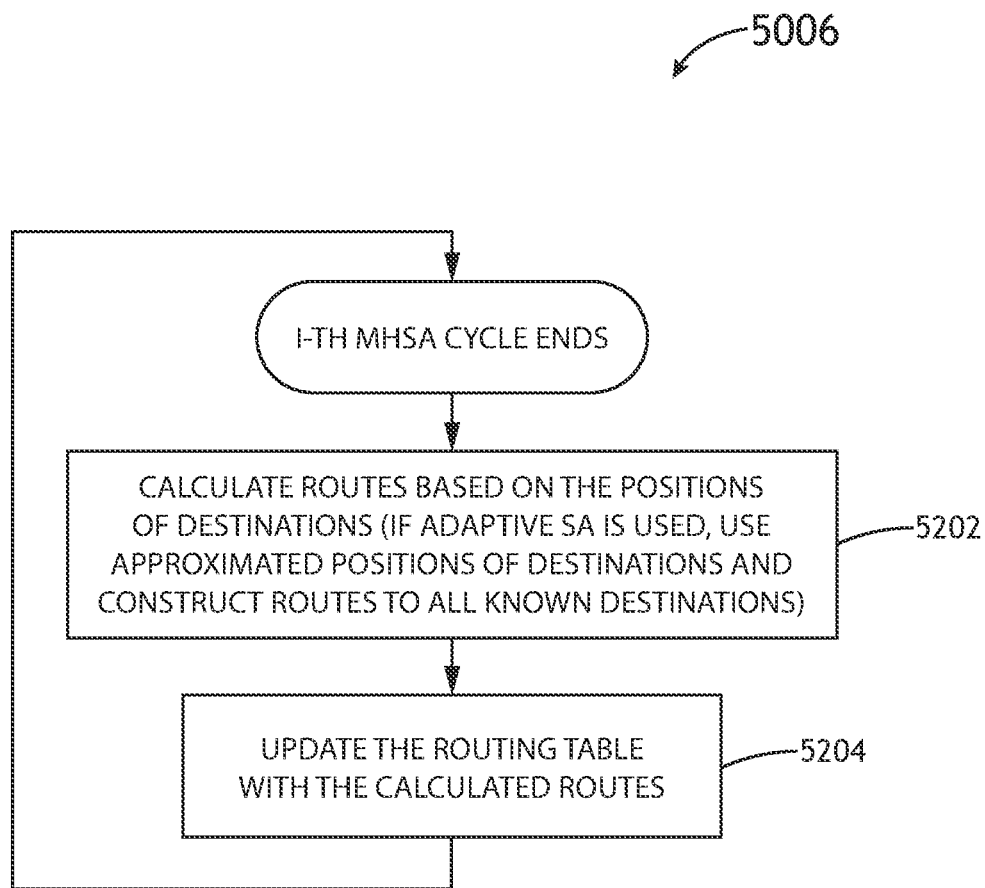 5006
I-TH MHSA CYCLE ENDS
CALCULATE ROUTES BASED ON THE POSITIONS
OF DESTINATIONS (IF ADAPTIVE SA IS USED, USE
APPROXIMATED POSITIONS OF DESTINATIONS AND
CONSTRUCT ROUTES TO ALL KNOWN DESTINATIONS)
5202
UPDATE THE ROUTING TABLE
WITH THE CALCULATED ROUTES
5204